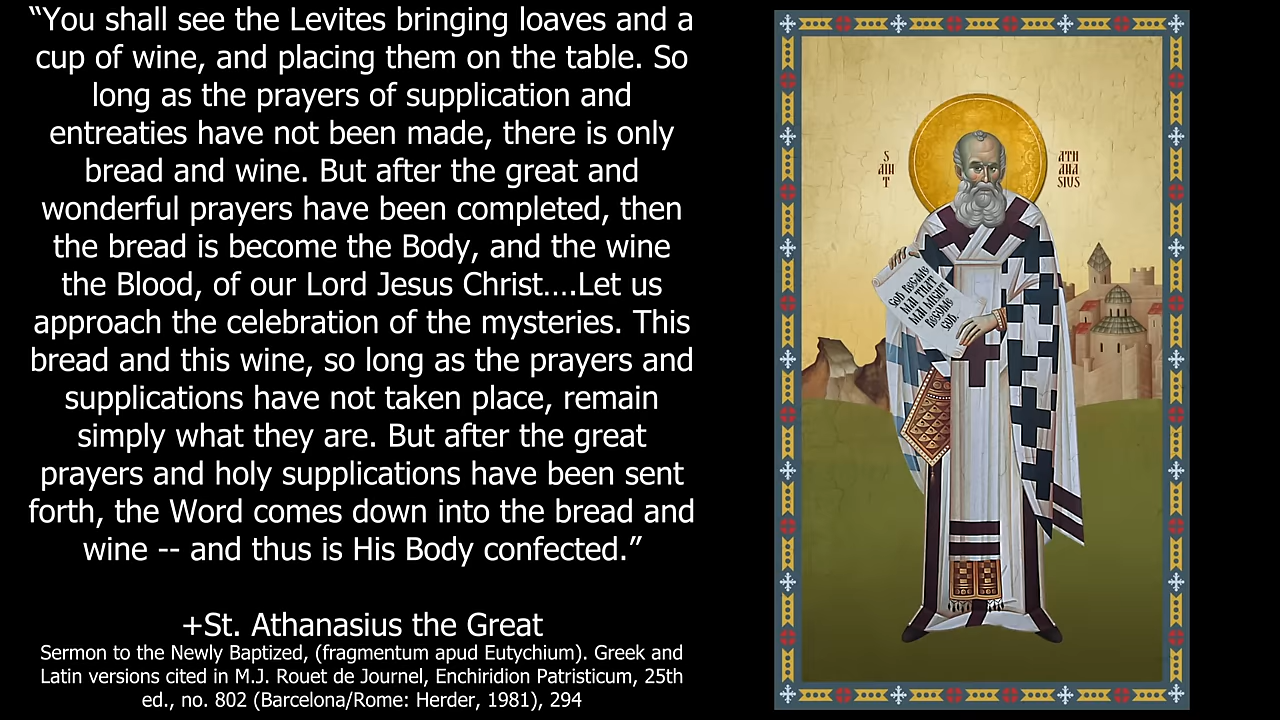 “You shall see the Levites bringing loaves and a
cup of wine, and placing them on the table. So
long as the prayers of supplication and
entreaties have not been made, there is only
bread and wine. But after the great and
wonderful prayers have been completed, then
the bread is become the Body, and the wine
the Blood, of our Lord Jesus Christ….Let us
approach the celebration of the mysteries. This
bread and this wine, so long as the prayers and
supplications have not taken place, remain
simply what they are. But after the great
prayers and holy supplications have been sent
forth, the Word comes down into the bread and
wine -- and thus is His Body confected.”
+St. Athanasius the Great
Sermon to the Newly Baptized, (fragmentum apud Eutychium). Greek and
Latin versions cited in M.J. Rouet de Journel, Enchiridion Patristicum, 25th
ed., no. 802 (Barcelona/Rome: Herder, 1981), 294
S
AIN
T
ATH
ANA
SIUS
GOD BECAME
MAN THAT
MAN MIGHT
BECOME
GOD.